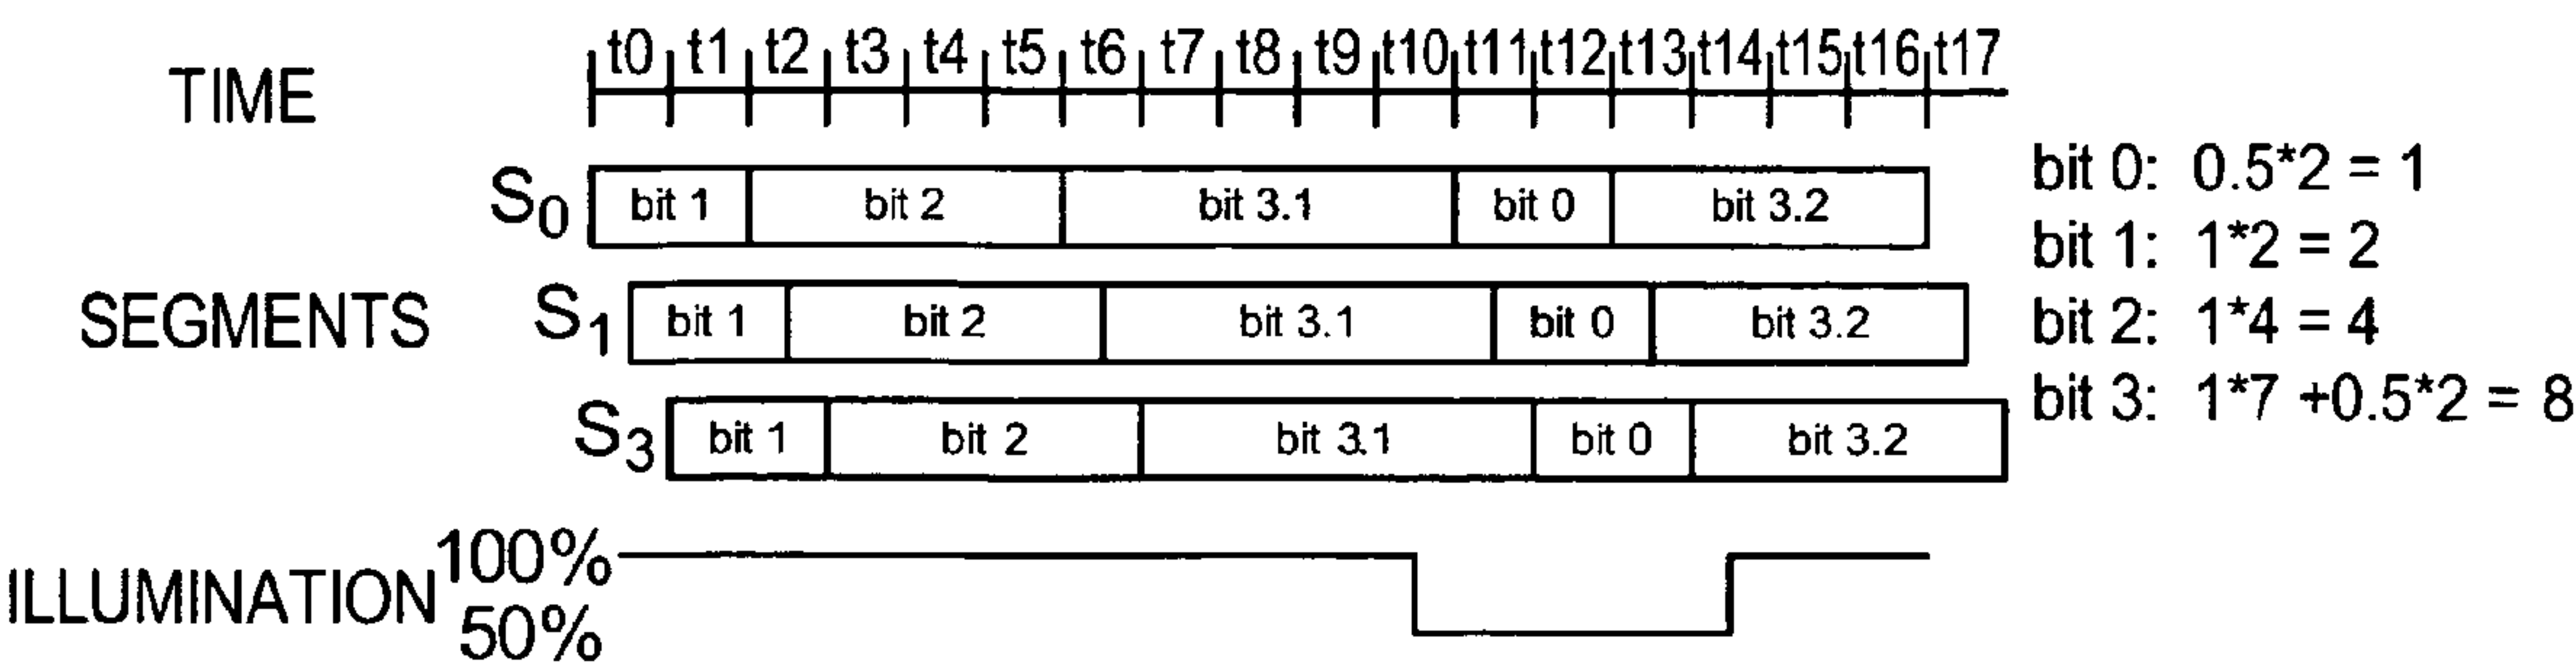 TIME t0 t1 t2 t3 t4 t5 t6 t7 t8 t9 t10 t11 t12 t13 t14 t15 t16 t17
S0 bit 1 bit 2 bit 3.1 bit 0 bit 3.2
SEGMENTS S1 bit 1 bit 2 bit 3.1 bit 0 bit 3.2
S3 bit 1 bit 2 bit 3.1 bit 0 bit 3.2
bit 0: 0.5*2 = 1
bit 1: 1*2 = 2
bit 2: 1*4 = 4
bit 3: 1*7 +0.5*2 = 8
ILLUMINATION 100%
50%